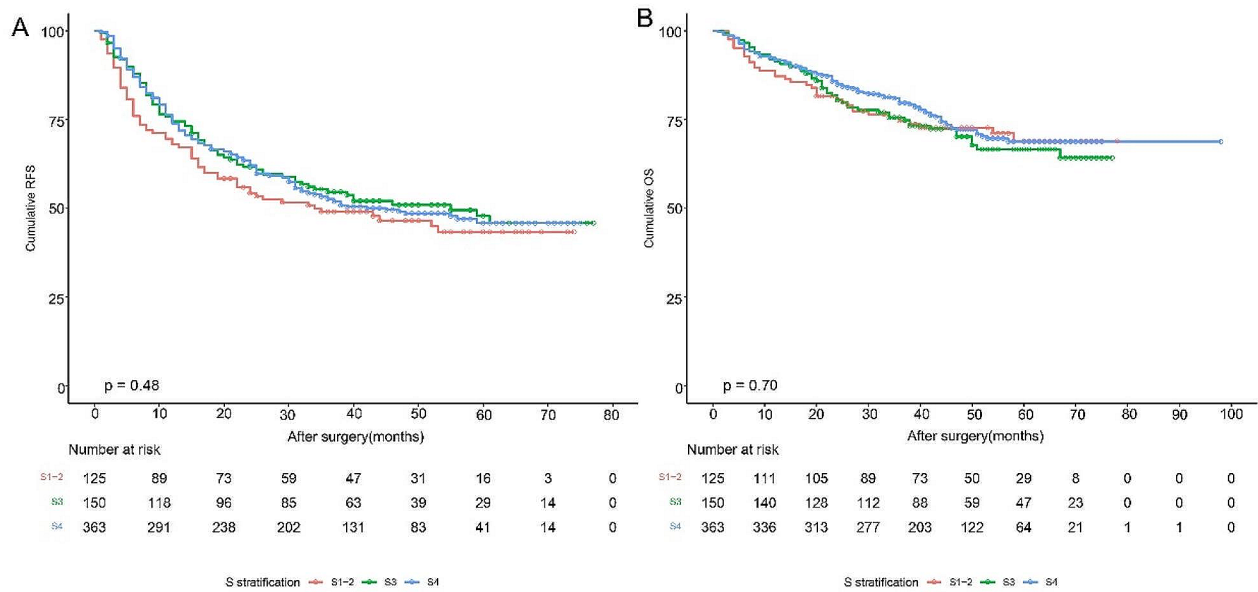 A
100
75
50
25
0
Cumulative RFS
p = 0.48
0 10 20 30 40 50 60 70 80
After surgery(months)
Number at risk
S1-2 125 89 73 59 47 31 16 3 0
S3 150 118 96 85 63 39 29 14 0
S4 363 291 238 202 131 83 41 14 0
S stratification S1-2 S3 S4
B
100
75
50
25
0
Cumulative OS
p = 0.70
0 10 20 30 40 50 60 70 80 90 100
After surgery(months)
Number at risk
S1-2 125 111 105 89 73 50 29 8 0 0 0
S3 150 140 128 112 88 59 47 23 0 0 0
S4 363 336 313 277 203 122 64 21 1 1 0
S stratification S1-2 S3 S4